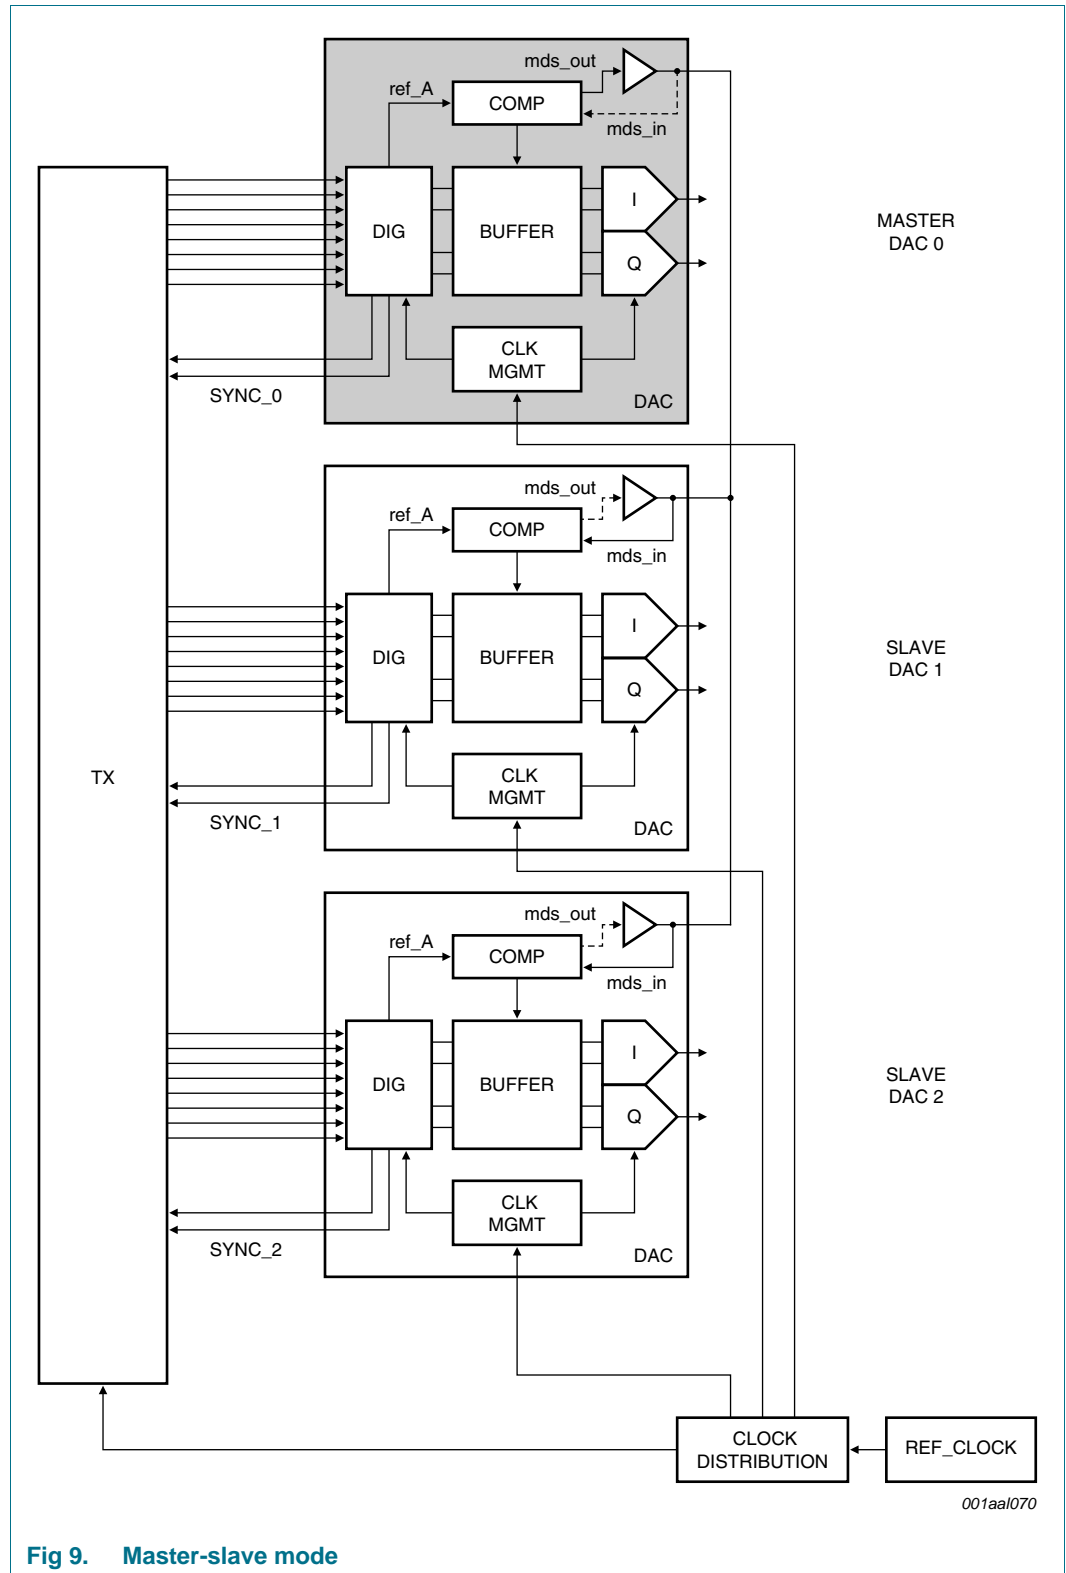 mds_out
ref_A
COMP
mds_in
DIG
BUFFER
I
Q
MASTER
DAC 0
CLK
MGMT
SYNC_0
DAC
mds_out
ref_A
COMP
mds_in
DIG
BUFFER
I
Q
SLAVE
DAC 1
TX
CLK
MGMT
SYNC_1
DAC
mds_out
ref_A
COMP
mds_in
DIG
BUFFER
I
Q
SLAVE
DAC 2
CLK
MGMT
SYNC_2
DAC
CLOCK
DISTRIBUTION
REF_CLOCK
001aal070
Fig 9. Master-slave mode